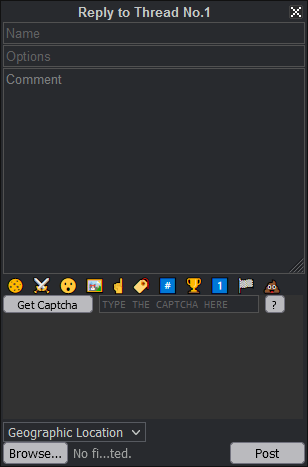 Reply to Thread No.1
Name
Options
Comment
#
1
Get Captcha
TYPE THE CAPTCHA HERE
?
Geographic Location
Browse...
No fi...ted.
Post